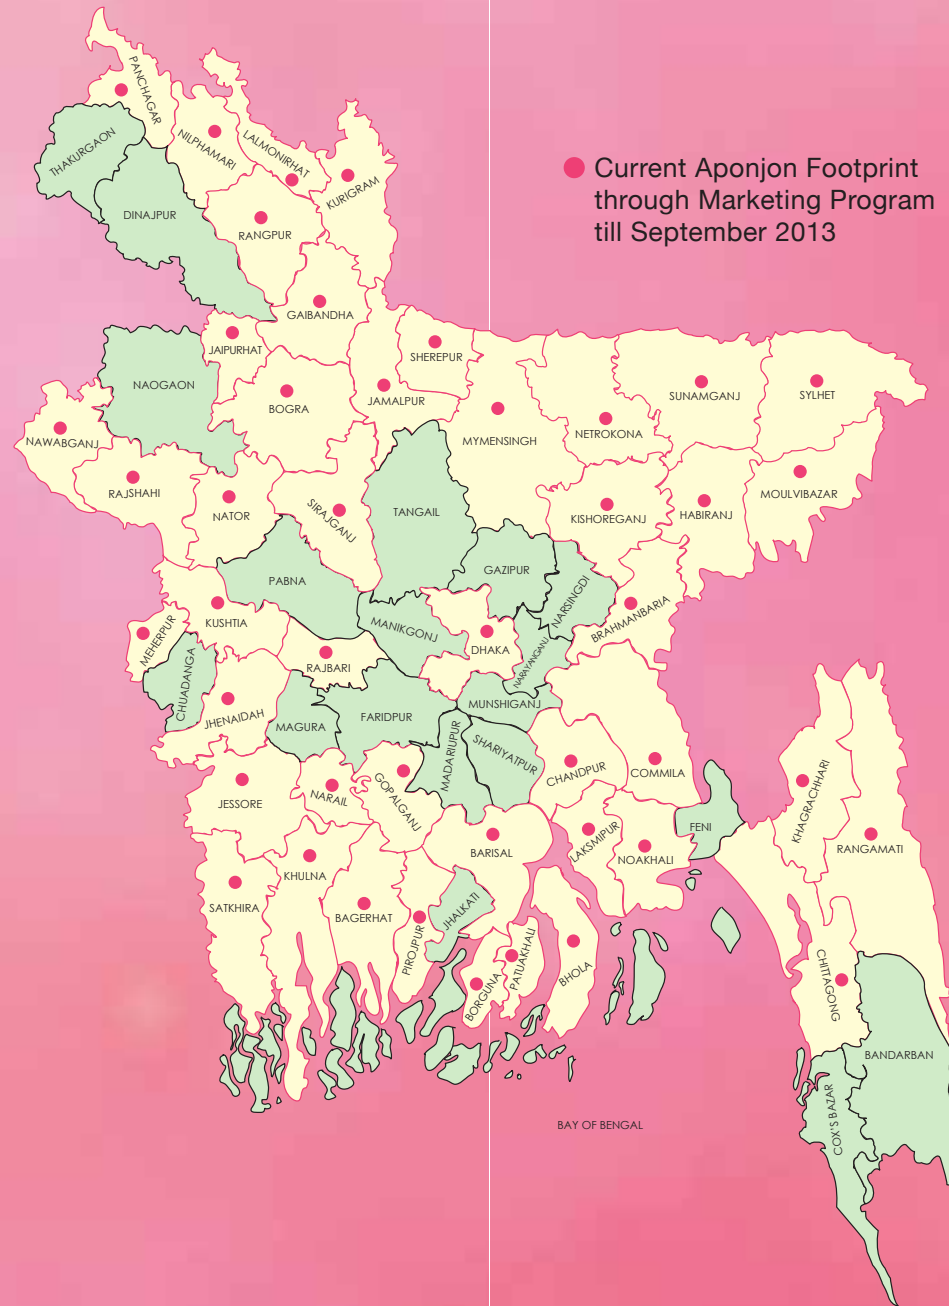 PANCHAGAR
THAKURGAON
NILPHAMARI
LALMONIRHAT
KURIGRAM
Current Aponjon Footprint
through Marketing Program
till September 2013
DINAJPUR
RANGPUR
GAIBANDHA
JAIPURHAT
SHEREPUR
NAOGAON
BOGRA
JAMALPUR
SUNAMGANJ
SYLHET
NAWABGANJ
MYMENSINGH
NETROKONA
RAJSHAHI
NATOR
SIRAJGANJ
TANGAIL
KISHOREGANJ
HABIRANJ
MOULVIBAZAR
PABNA
GAZIPUR
NARSINGDI
KUSHTIA
MANIKGONJ
BRAHMANBARIA
MEHERPUR
RAJBARI
DHAKA
NARAYANGANJ
CHUADANGA
JHENAIDAH
MAGURA
FARIDPUR
MUNSHIGANJ
MADARIUPUR
SHARIYATPUR
CHANDPUR
COMMILA
JESSORE
NARAIL
GOPALGANJ
KHAGRACHHARI
FENI
BARISAL
LAKSMIPUR
NOAKHALI
RANGAMATI
KHULNA
SATKHIRA
BAGERHAT
JHALKATI
PIROJPUR
PATUAKHALI
BORGUNA
BHOLA
CHITTAGONG
BANDARBAN
COX'S BAZAR
BAY OF BENGAL